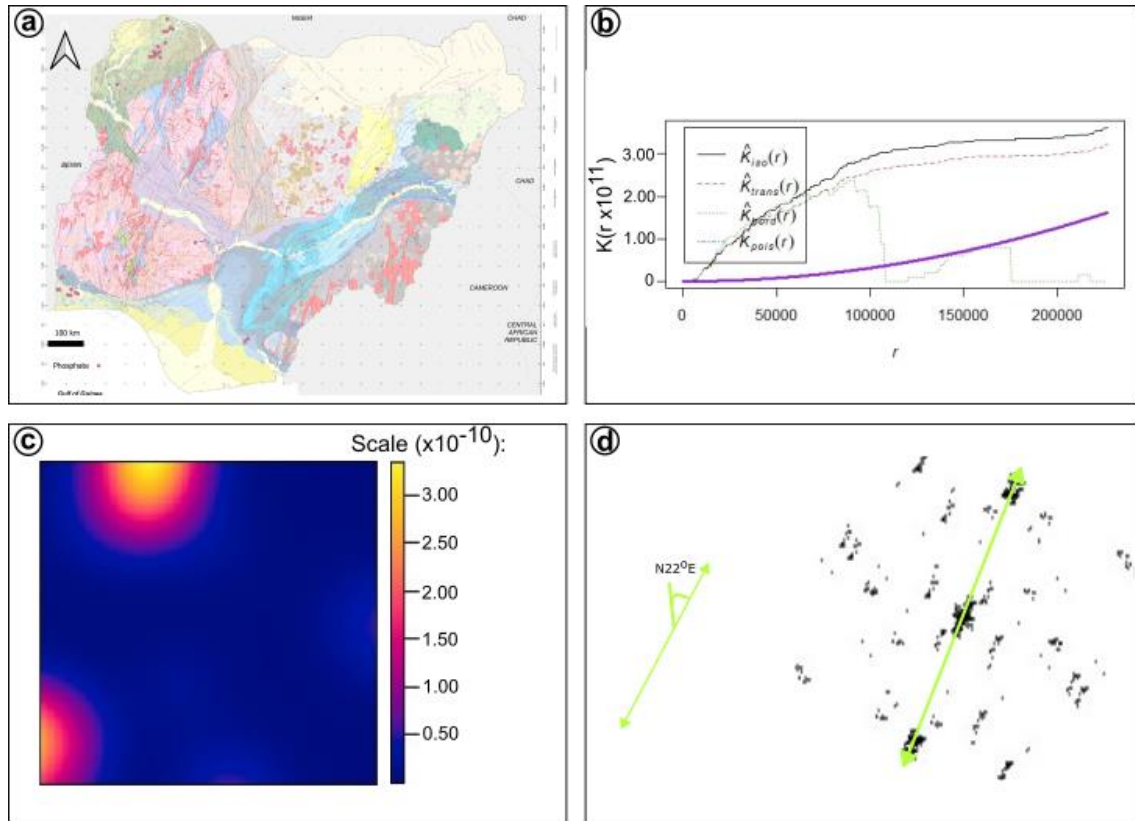 a
NIGER
CHAD
BENIN
CHAD
CAMEROON
CENTRAL
AFRICAN
REPUBLIC
100 km
Phosphate
Gulf of Guinea
b
K(r x10¹¹)
3.00
2.00
1.00
0
K̂iso(r)
K̂trans(r)
K̂bord(r)
Kpois(r)
0 50000 100000 150000 200000
r
c
Scale (x10⁻¹⁰):
3.00
2.50
2.00
1.50
1.00
0.50
d
N22°E